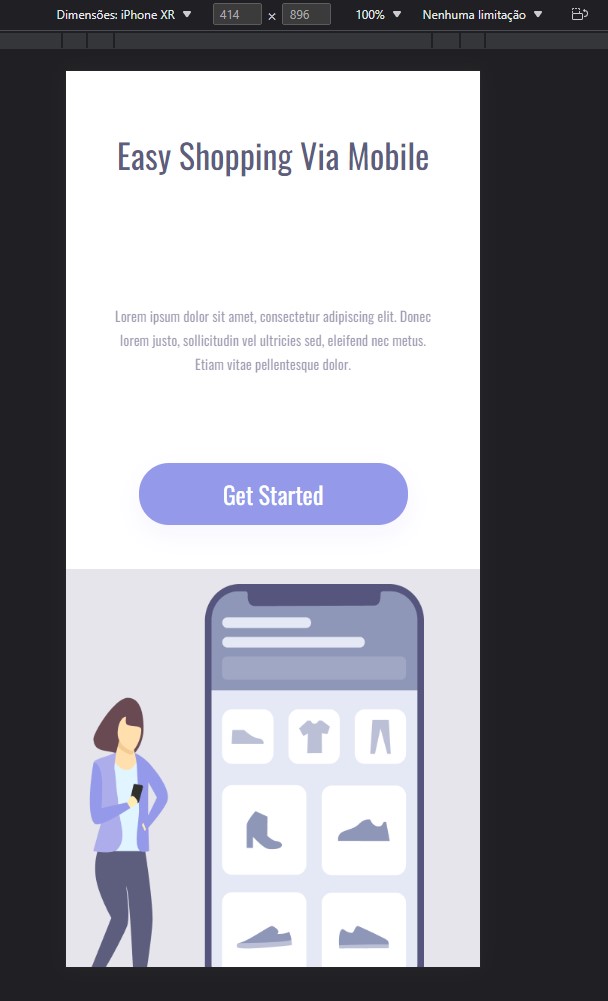 Dimensões: iPhone XR 414 × 896 100% Nenhuma limitação
Easy Shopping Via Mobile
Lorem ipsum dolor sit amet, consectetur adipiscing elit. Donec
lorem justo, sollicitudin vel ultricies sed, eleifend nec metus.
Etiam vitae pellentesque dolor.
Get Started